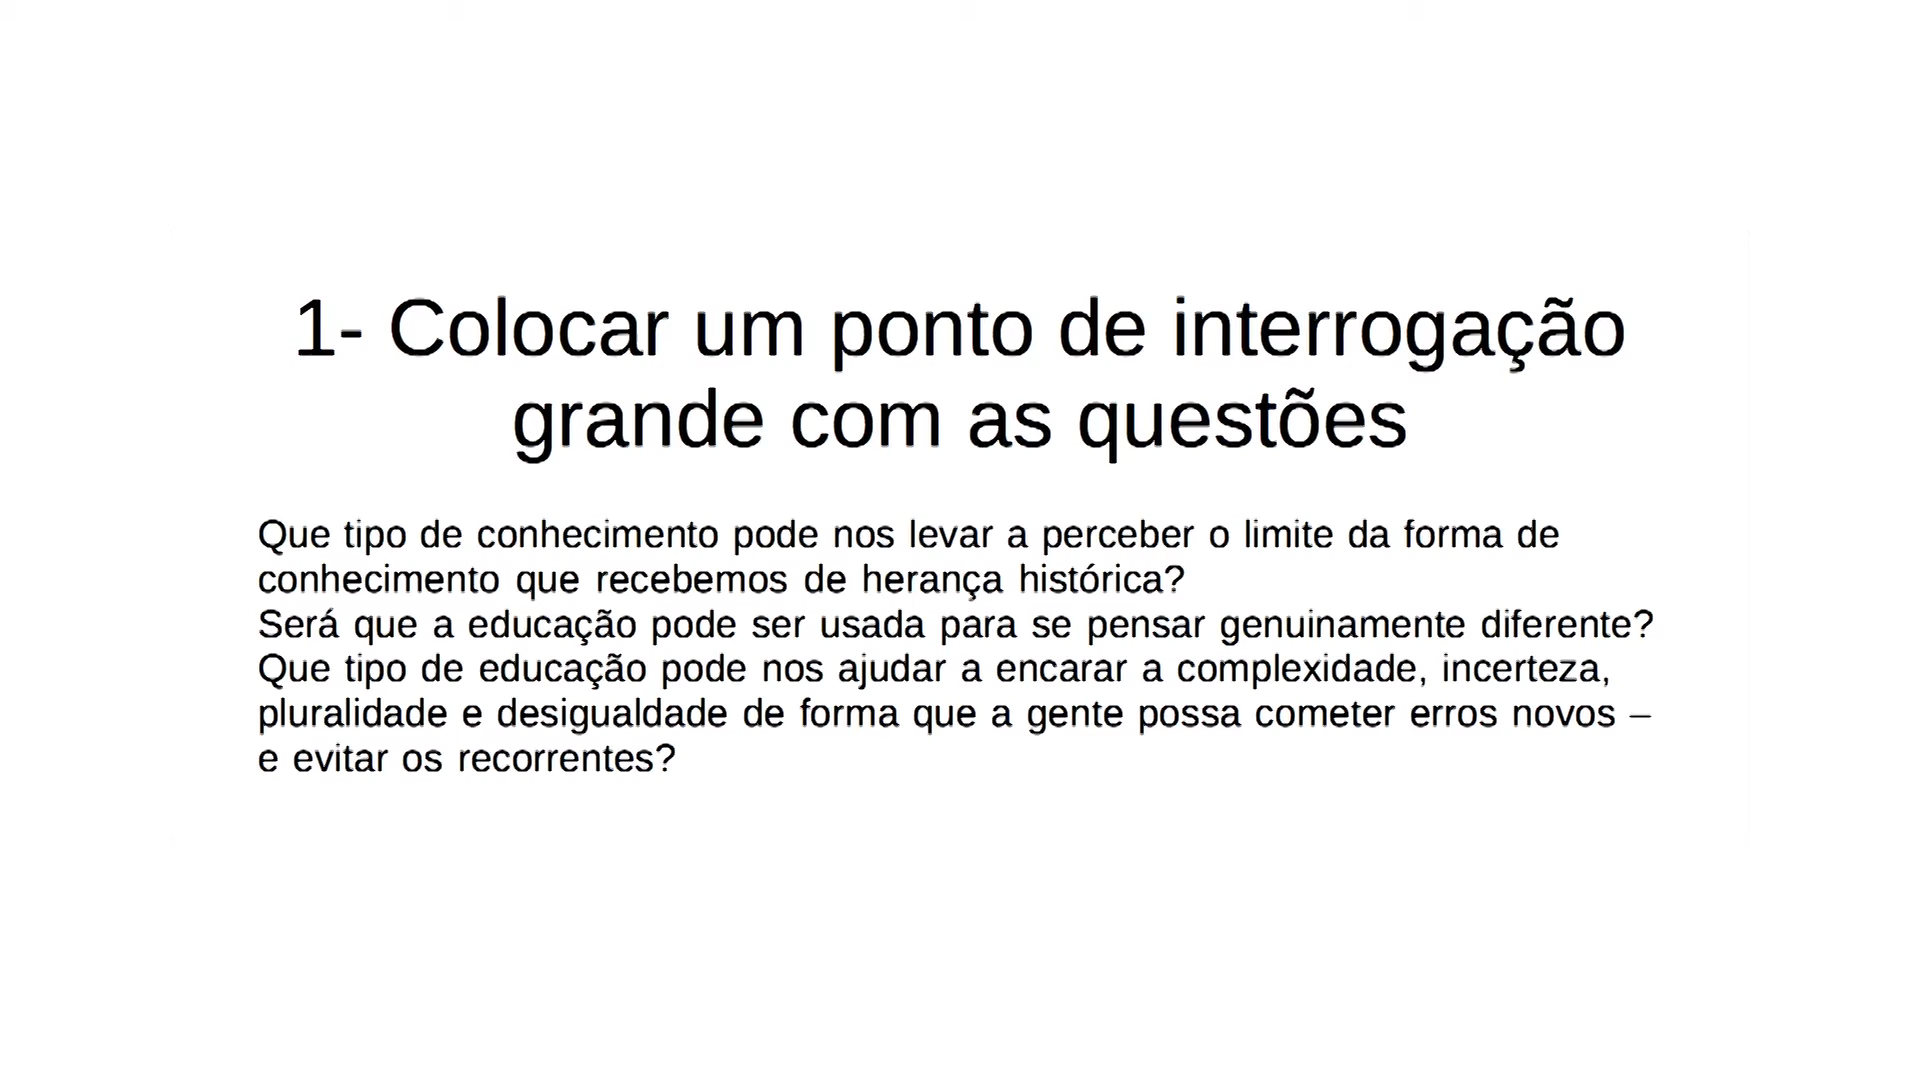 1- Colocar um ponto de interrogação
grande com as questões
Que tipo de conhecimento pode nos levar a perceber o limite da forma de
conhecimento que recebemos de herança histórica?
Será que a educação pode ser usada para se pensar genuinamente diferente?
Que tipo de educação pode nos ajudar a encarar a complexidade, incerteza,
pluralidade e desigualdade de forma que a gente possa cometer erros novos –
e evitar os recorrentes?